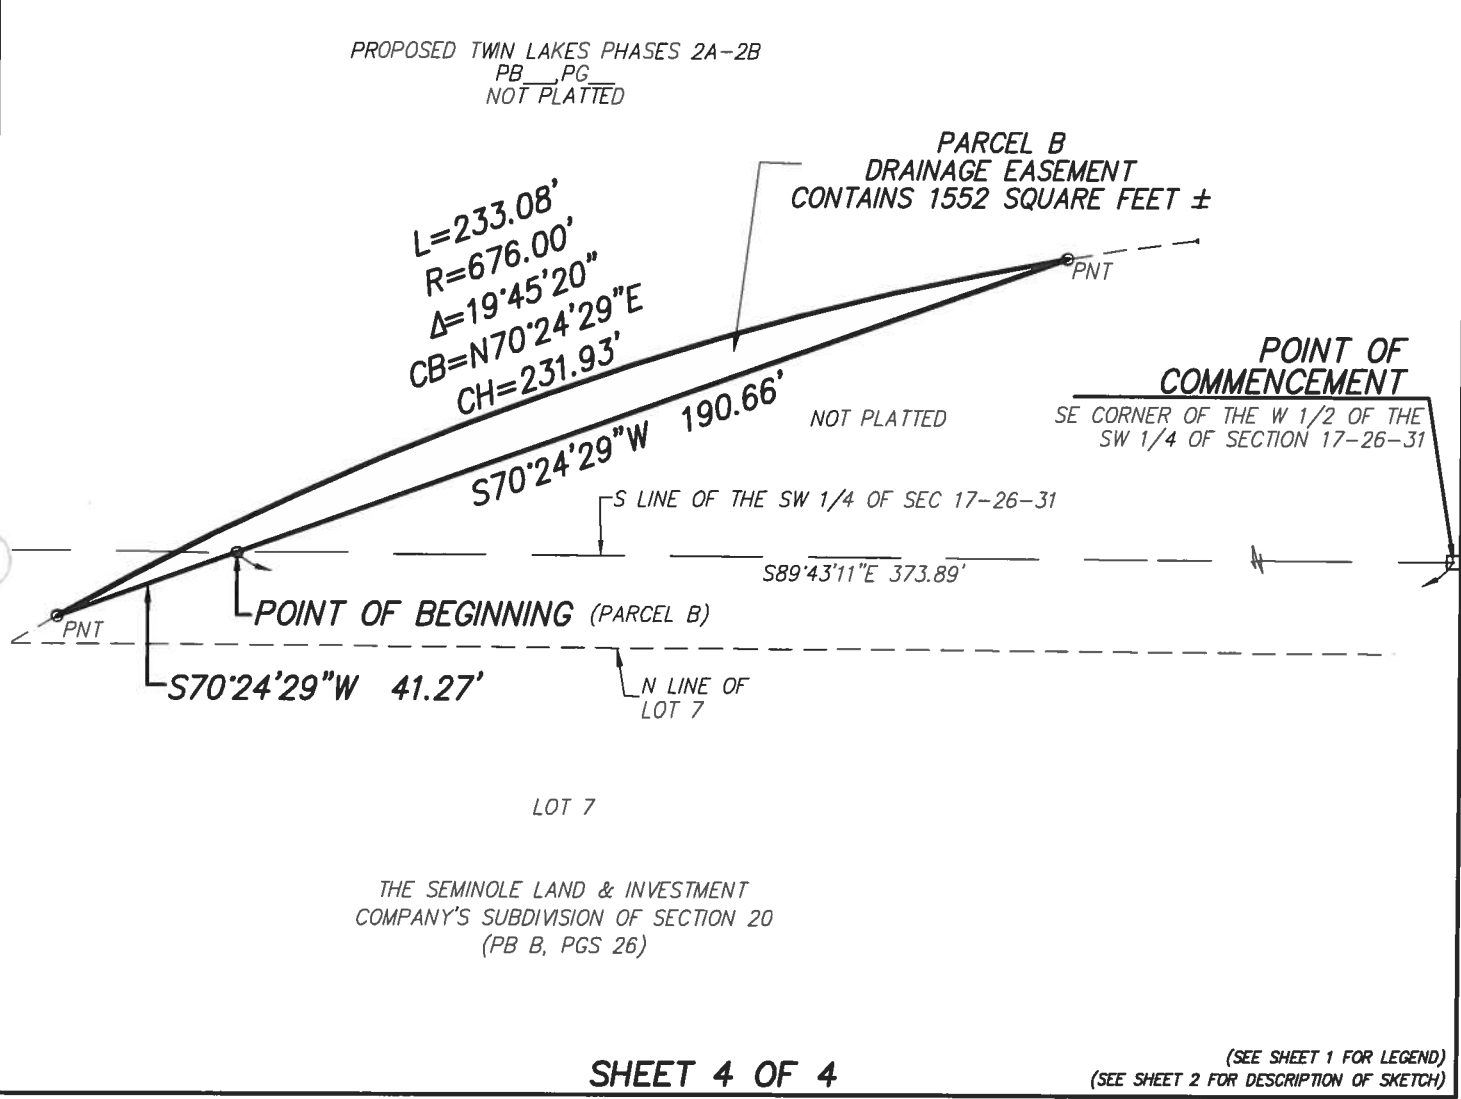 PROPOSED TWIN LAKES PHASES 2A-2B
PB___,PG___
NOT PLATTED
PARCEL B
DRAINAGE EASEMENT
CONTAINS 1552 SQUARE FEET ±
L=233.08'
R=676.00'
Δ=19°45'20"
CB=N70°24'29"E
CH=231.93'
PNT
POINT OF
COMMENCEMENT
SE CORNER OF THE W 1/2 OF THE
SW 1/4 OF SECTION 17-26-31
NOT PLATTED
S70°24'29"W 190.66'
S LINE OF THE SW 1/4 OF SEC 17-26-31
S89°43'11"E 373.89'
POINT OF BEGINNING (PARCEL B)
PNT
S70°24'29"W 41.27'
N LINE OF
LOT 7
LOT 7
THE SEMINOLE LAND & INVESTMENT
COMPANY'S SUBDIVISION OF SECTION 20
(PB B, PGS 26)
SHEET 4 OF 4
(SEE SHEET 1 FOR LEGEND)
(SEE SHEET 2 FOR DESCRIPTION OF SKETCH)